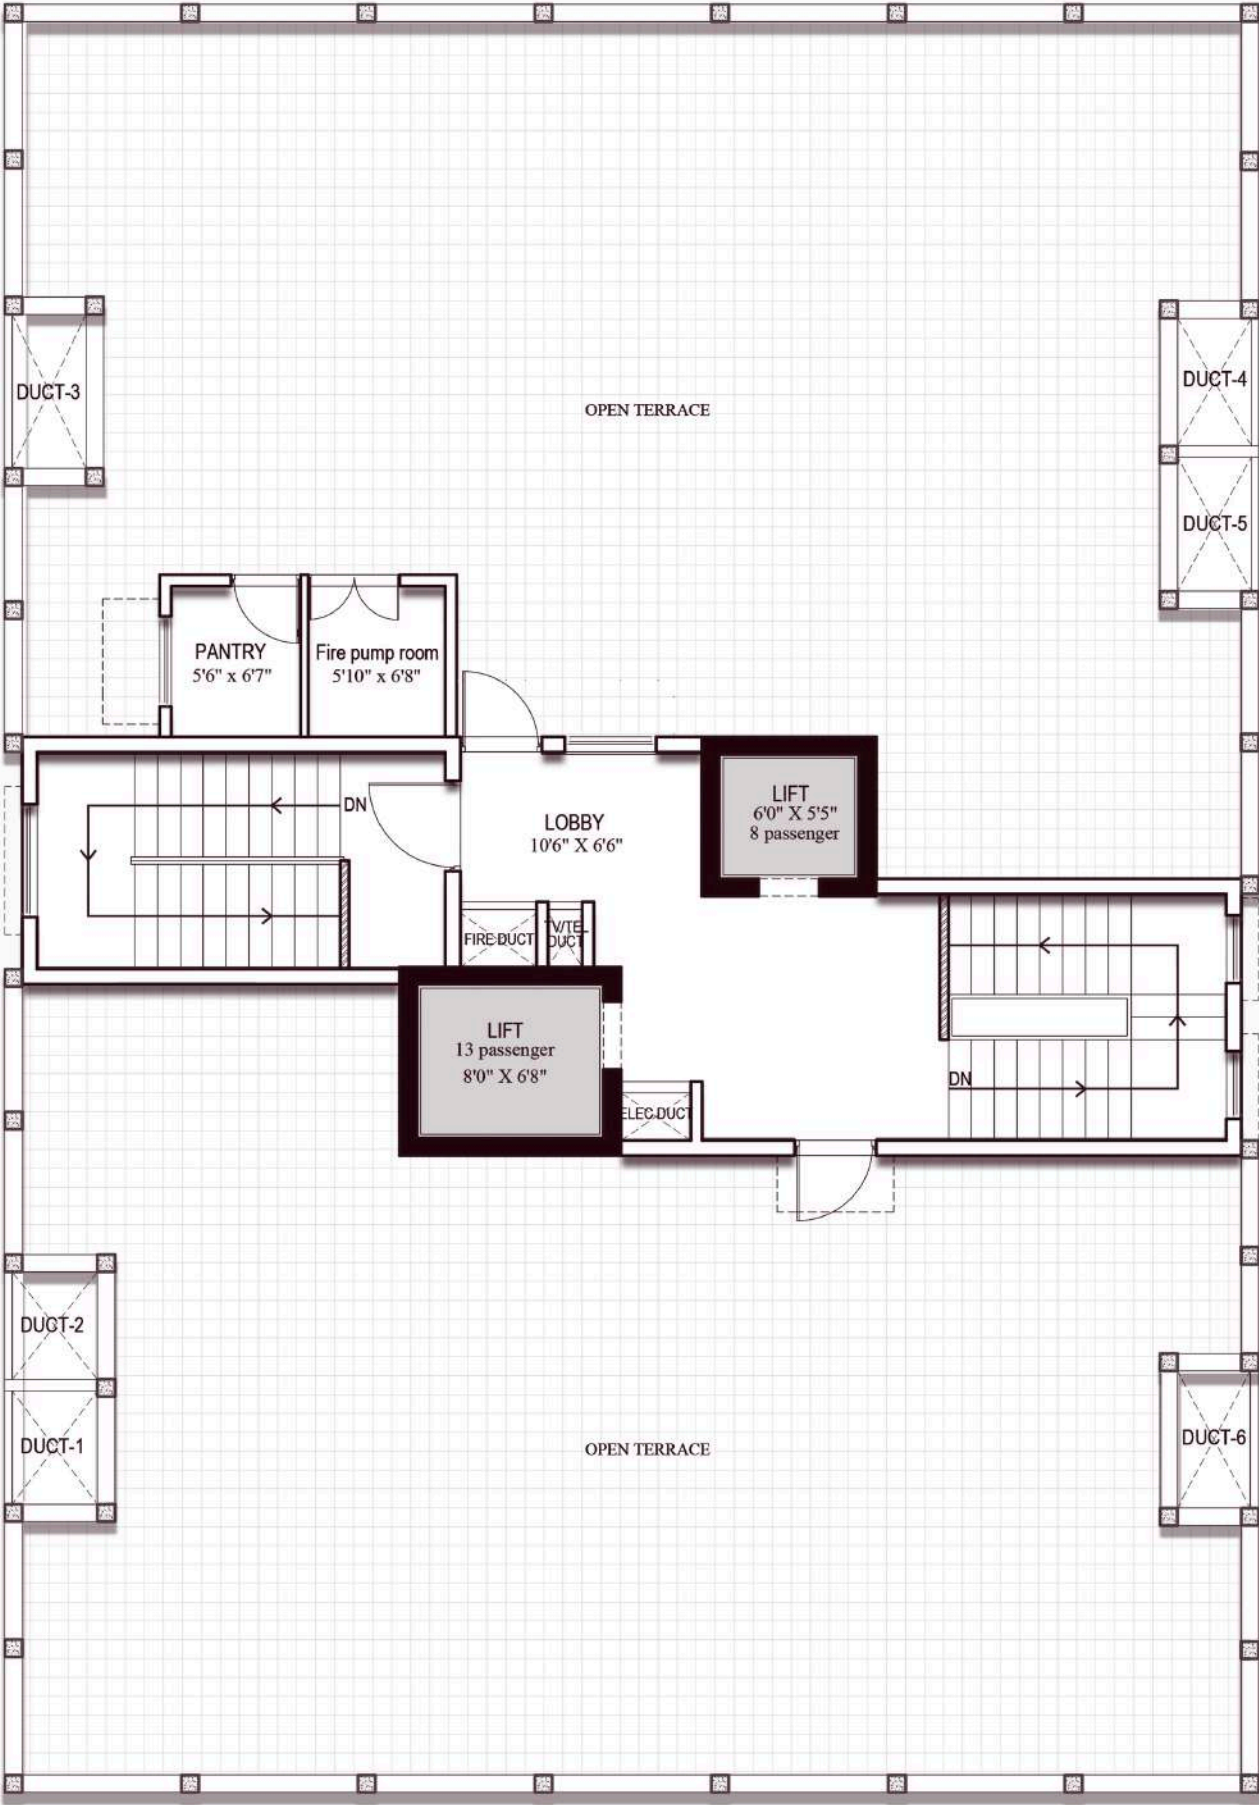 DUCT-3
DUCT-4
OPEN TERRACE
DUCT-5
PANTRY
5'6" x 6'7"
Fire pump room
5'10" x 6'8"
DN
LOBBY
10'6" X 6'6"
LIFT
6'0" X 5'5"
8 passenger
FIRE DUCT
TV/TEL
DUCT
LIFT
13 passenger
8'0" X 6'8"
DN
ELEC DUCT
DUCT-2
DUCT-1
OPEN TERRACE
DUCT-6